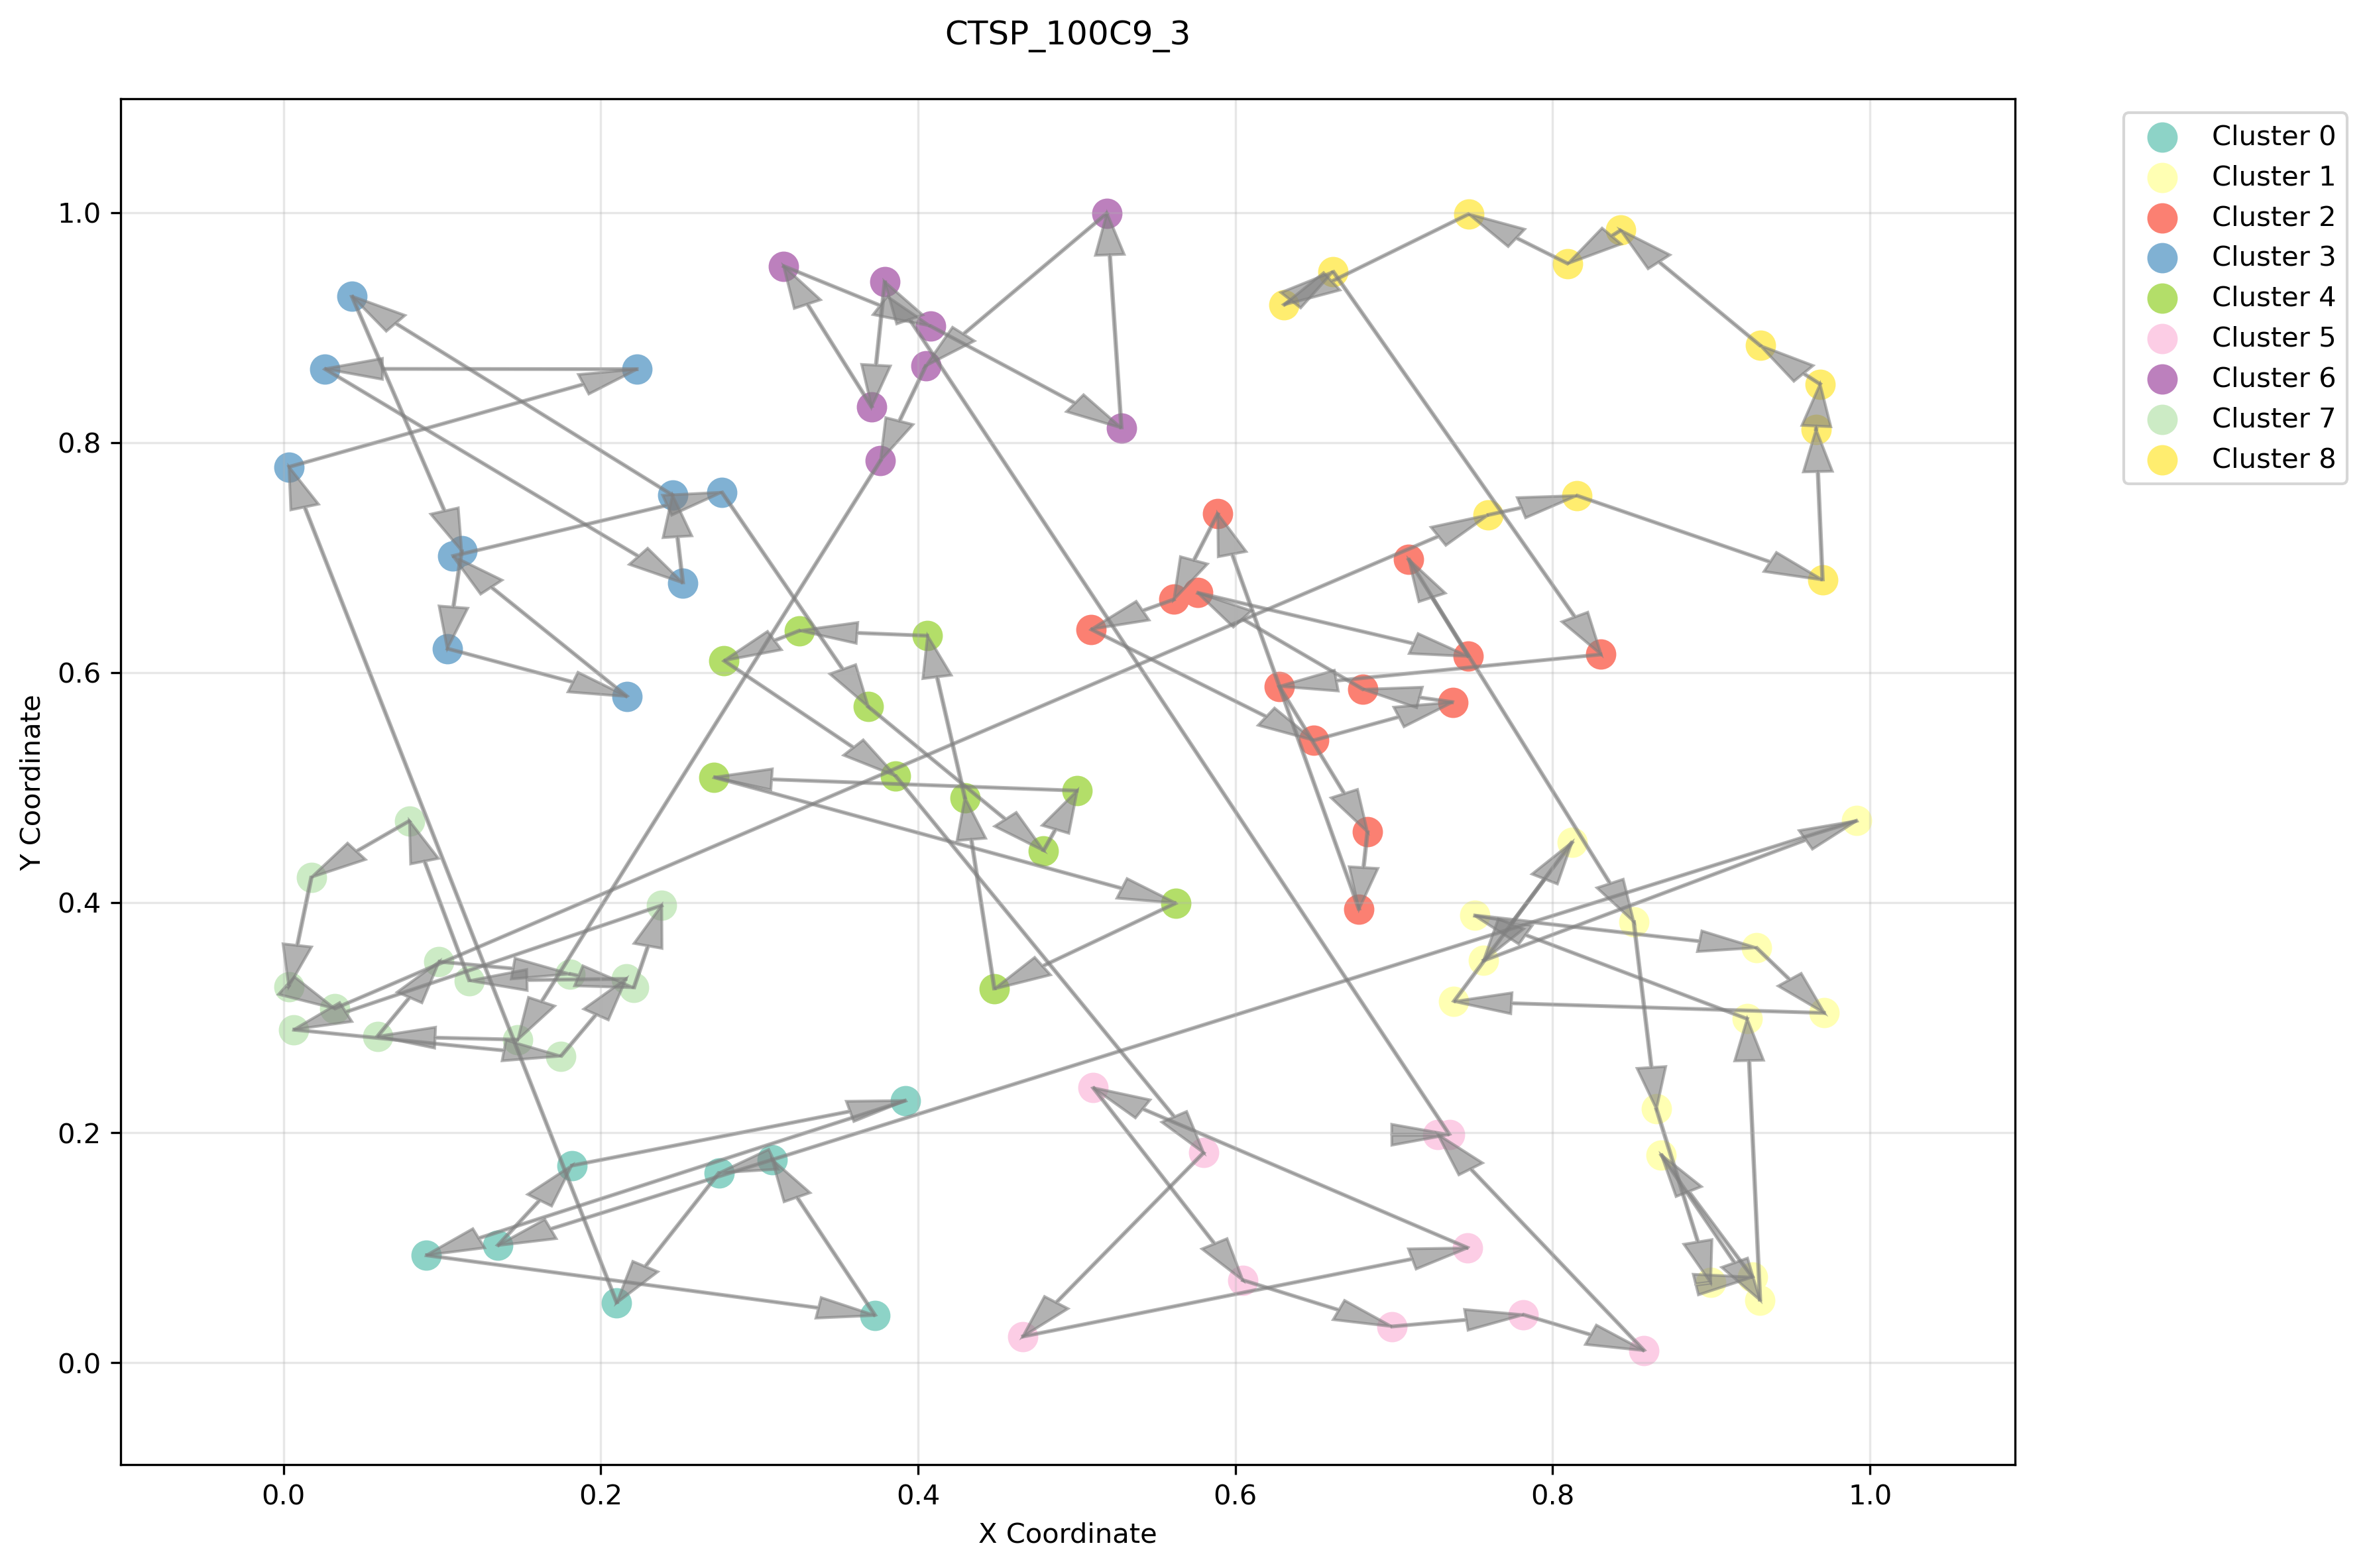 CTSP_100C9_3
Cluster 0
Cluster 1
Cluster 2
Cluster 3
Cluster 4
Cluster 5
Cluster 6
Cluster 7
Cluster 8
1.0
0.8
0.6
0.4
0.2
0.0
Y Coordinate
0.0 0.2 0.4 0.6 0.8 1.0
X Coordinate